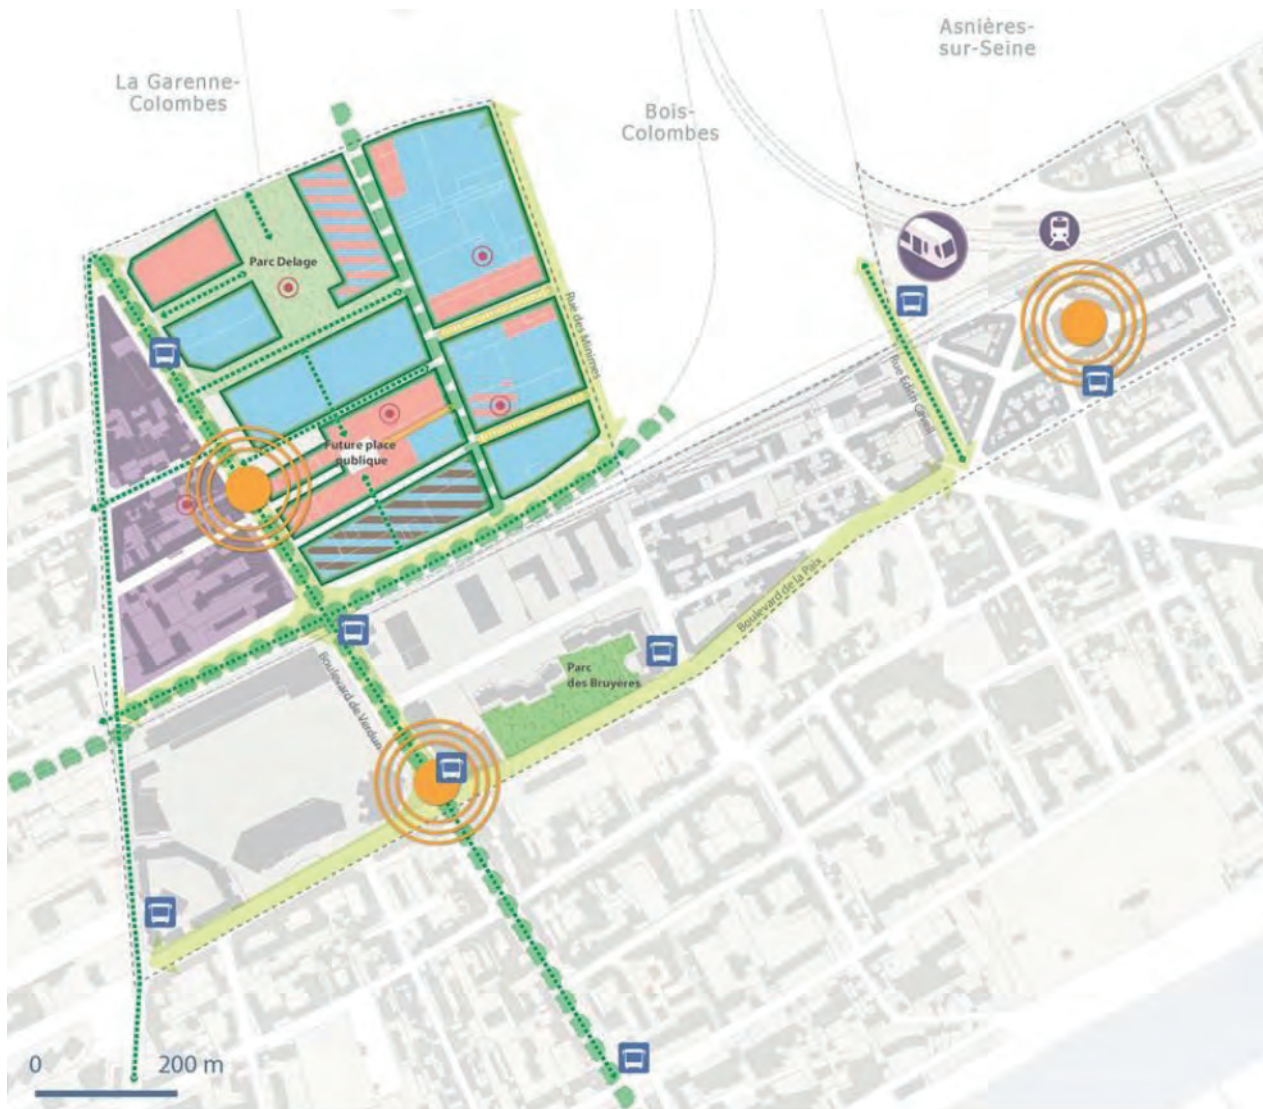 Asnières-
sur-Seine
La Garenne-
Colombes
Bois-
Colombes
Parc Delage
Rue des Minimes
Rue Edith Cavell
Future place
publique
Boulevard de la Paix
Boulevard de Verdun
Parc
des Bruyères
0 200 m